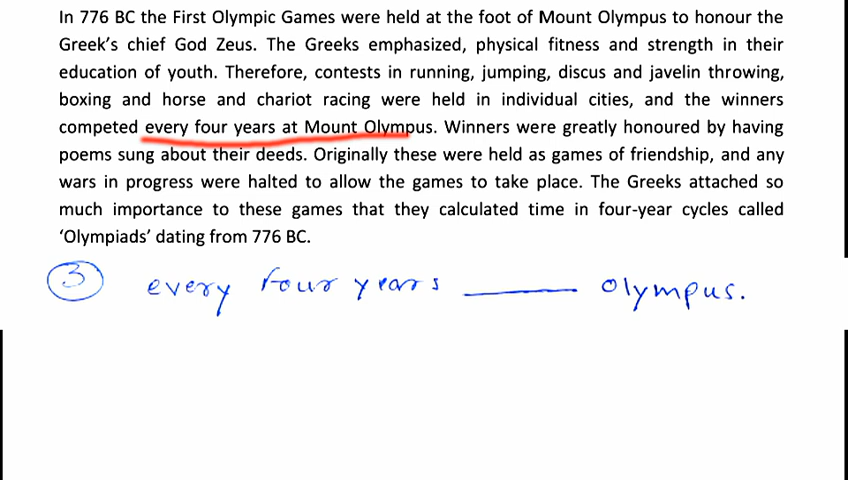 In 776 BC the First Olympic Games were held at the foot of Mount Olympus to honour the
Greek’s chief God Zeus. The Greeks emphasized, physical fitness and strength in their
education of youth. Therefore, contests in running, jumping, discus and javelin throwing,
boxing and horse and chariot racing were held in individual cities, and the winners
competed every four years at Mount Olympus. Winners were greatly honoured by having
poems sung about their deeds. Originally these were held as games of friendship, and any
wars in progress were halted to allow the games to take place. The Greeks attached so
much importance to these games that they calculated time in four-year cycles called
‘Olympiads’ dating from 776 BC.
3 every four years ——— Olympus.